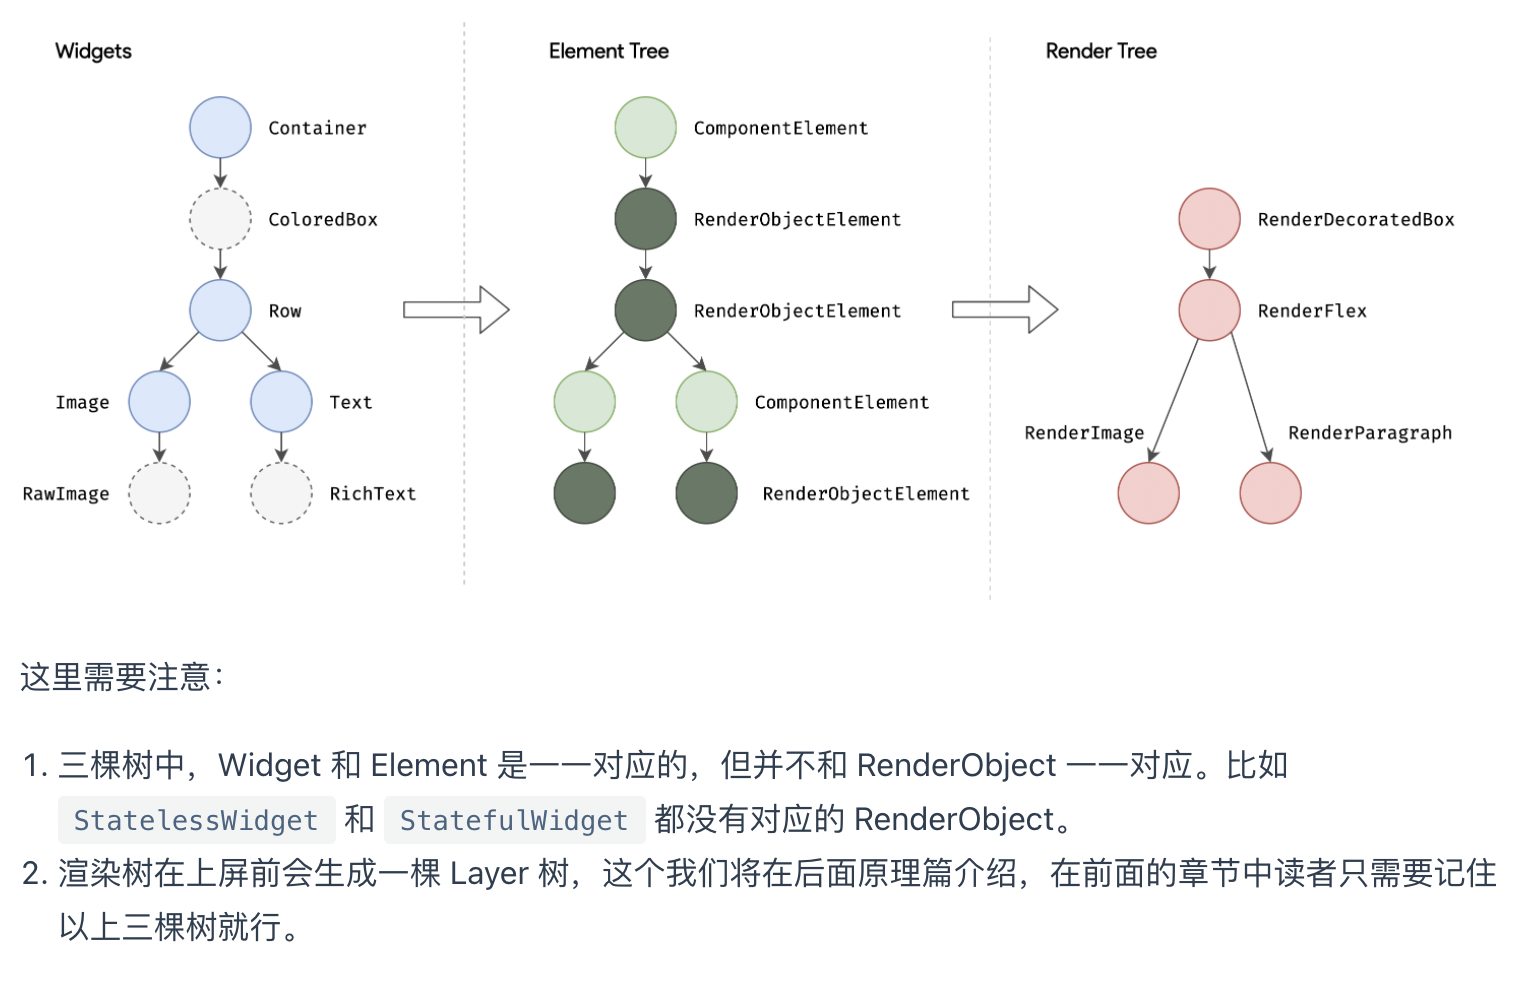 Widgets
Element Tree
Render Tree
Container
ComponentElement
ColoredBox
RenderObjectElement
RenderDecoratedBox
Row
RenderObjectElement
RenderFlex
Image
Text
ComponentElement
RenderImage
RenderParagraph
RawImage
RichText
RenderObjectElement
这里需要注意：
1. 三棵树中，Widget 和 Element 是一一对应的，但并不和 RenderObject 一一对应。比如
StatelessWidget 和 StatefulWidget 都没有对应的 RenderObject。
2. 渲染树在上屏前会生成一棵 Layer 树，这个我们将在后面原理篇介绍，在前面的章节中读者只需要记住
以上三棵树就行。